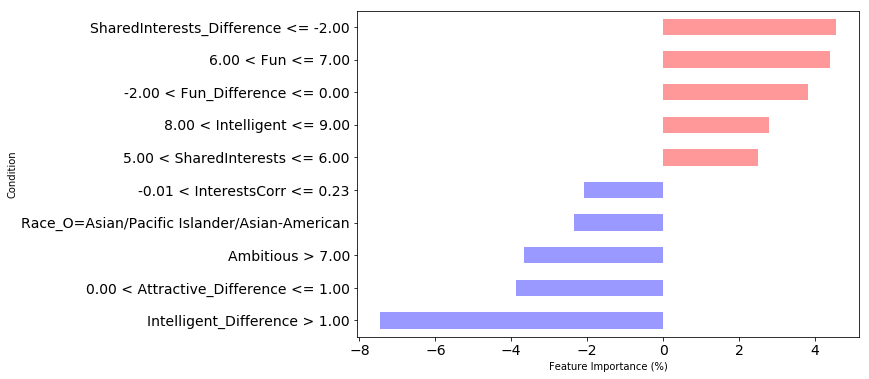 SharedInterests_Difference <= -2.00
6.00 < Fun <= 7.00
-2.00 < Fun_Difference <= 0.00
8.00 < Intelligent <= 9.00
5.00 < SharedInterests <= 6.00
-0.01 < InterestsCorr <= 0.23
Race_O=Asian/Pacific Islander/Asian-American
Ambitious > 7.00
0.00 < Attractive_Difference <= 1.00
Intelligent_Difference > 1.00
Condition
−8 −6 −4 −2 0 2 4
Feature Importance (%)